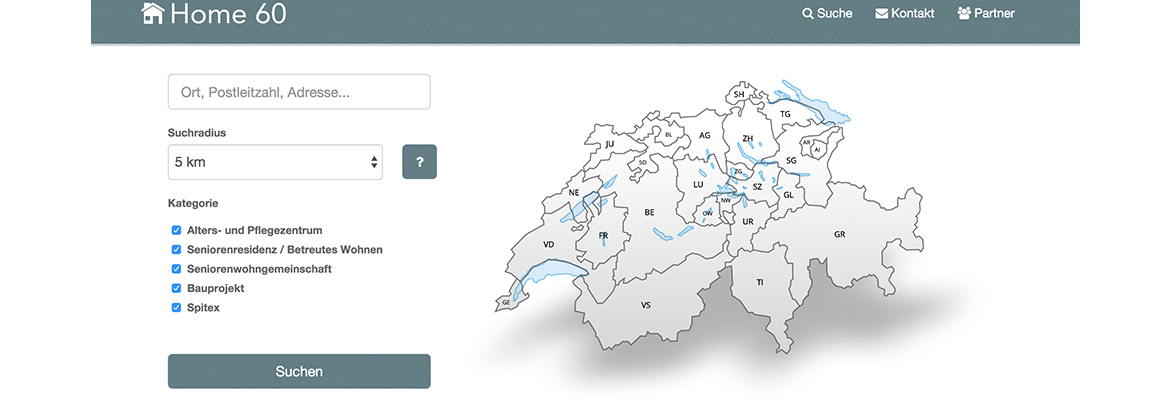 Home 60
Suche Kontakt Partner
Ort, Postleitzahl, Adresse...
Suchradius
5 km ?
Kategorie
Alters- und Pflegezentrum
Seniorenresidenz / Betreutes Wohnen
Seniorenwohngemeinschaft
Bauprojekt
Spitex
Suchen
SH
TG
BL AG ZH
JU
AR
AI
SO SG
ZG
NE LU SZ GL
NW
BE OW UR
FR GR
VD
TI
GE VS